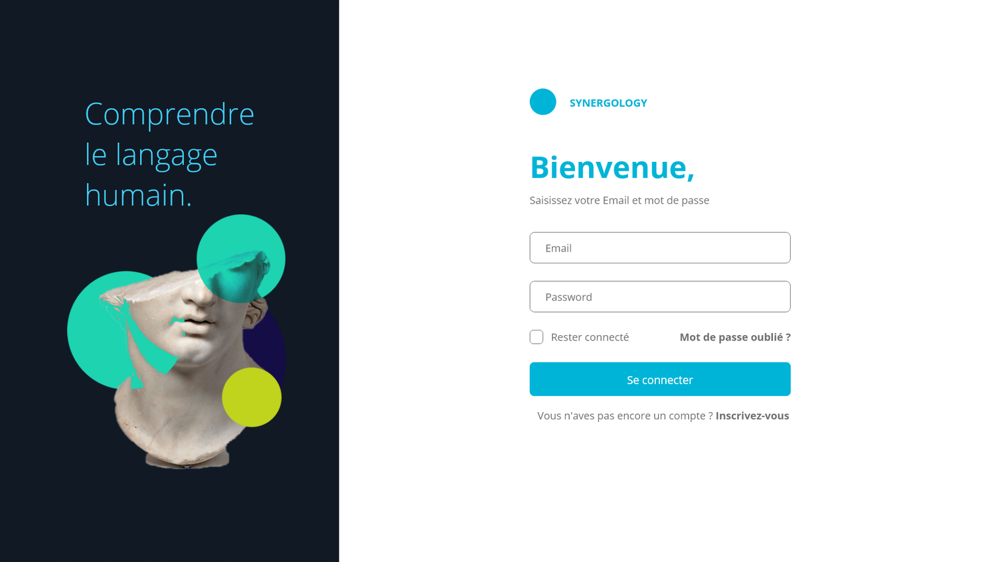 Comprendre
le langage
humain.
SYNERGOLOGY
Bienvenue,
Saisissez votre Email et mot de passe
Email
Password
Rester connecté
Mot de passe oublié ?
Se connecter
Vous n'aves pas encore un compte ? Inscrivez-vous